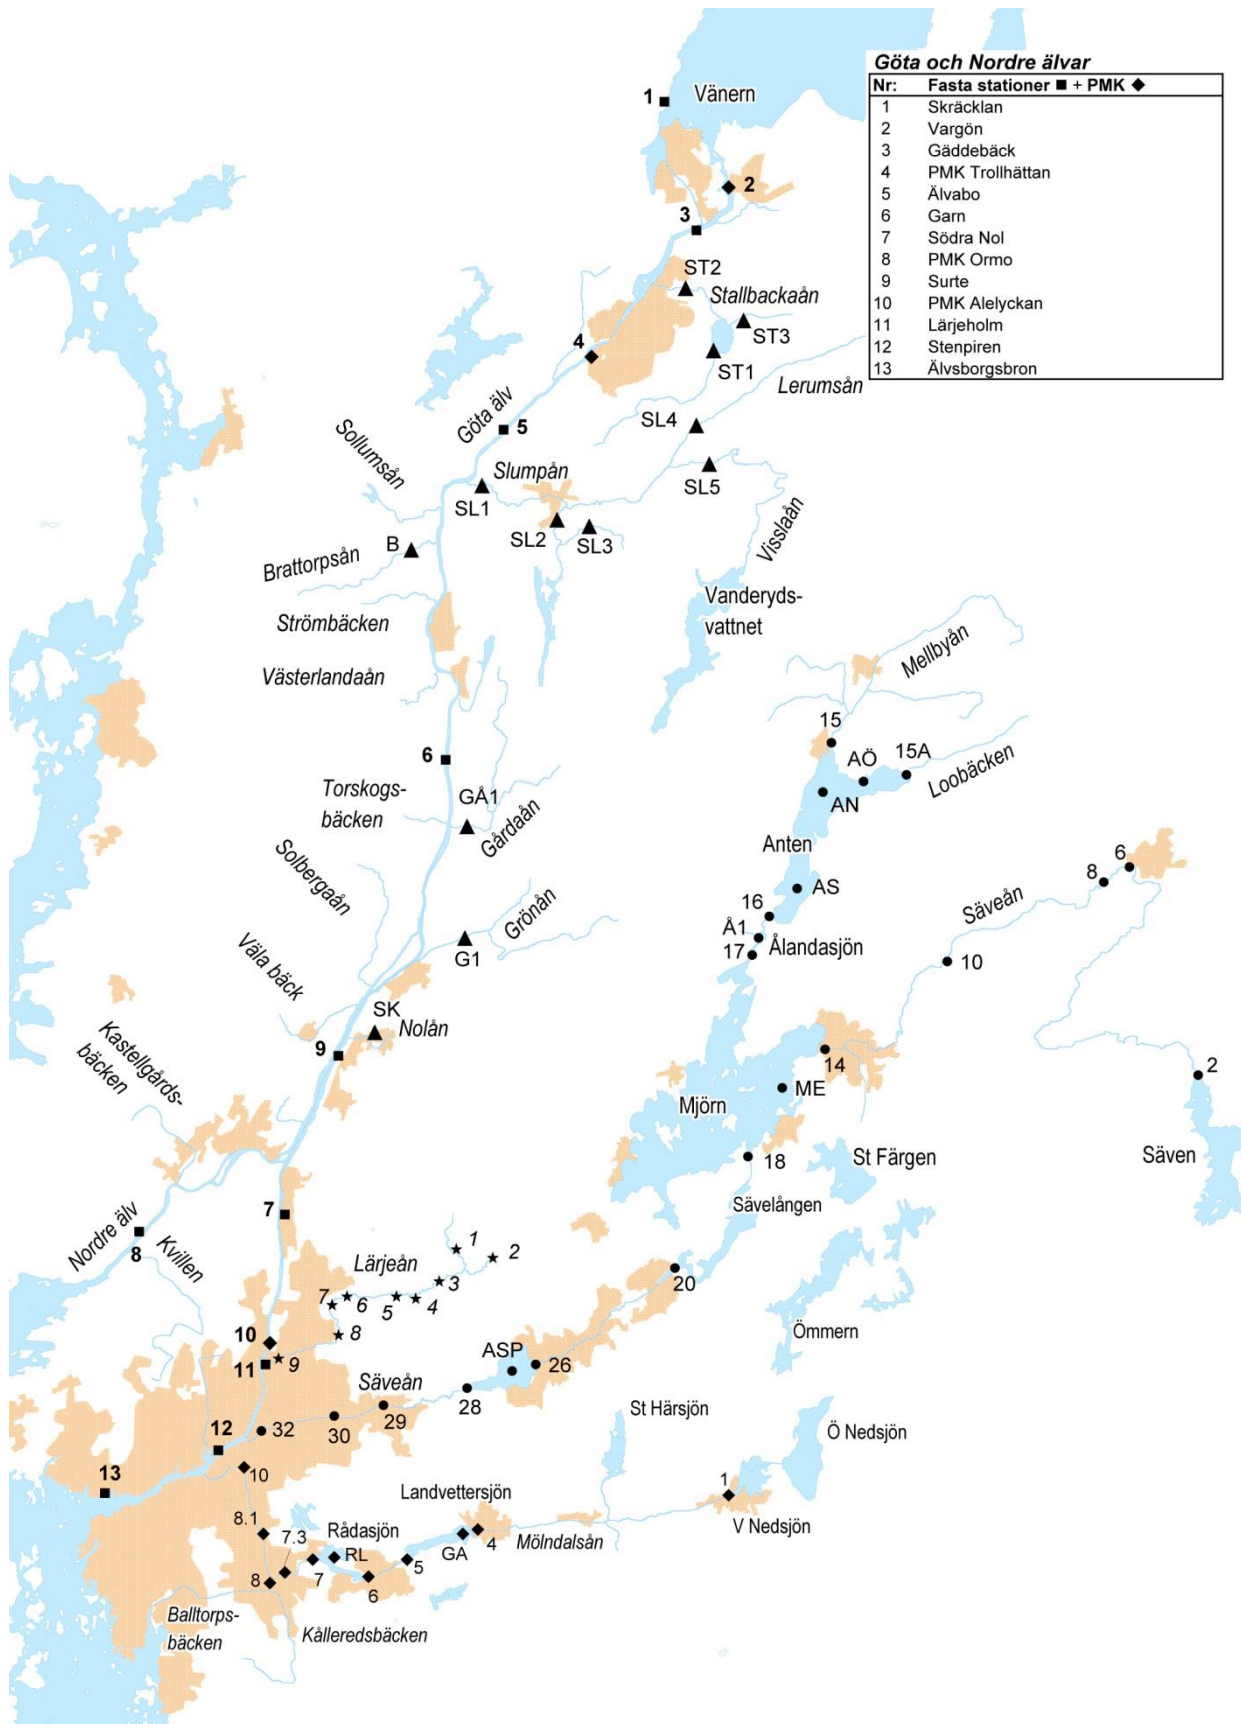 Göta och Nordre älvar
Nr: Fasta stationer ■ + PMK ◆
1 Skräcklan
2 Vargön
3 Gäddebäck
4 PMK Trollhättan
5 Älvabo
6 Garn
7 Södra Nol
8 PMK Ormo
9 Surte
10 PMK Alelyckan
11 Lärjeholm
12 Stenpiren
13 Älvsborgsbron
1
Vänern
2
3
ST2
Stallbackaån
ST3
4
ST1
Lerumsån
Göta älv
SL4
5
Sollumsån
Slumpån
SL5
SL1
SL2
SL3
Visslaån
B
Brattorpsån
Vanderyds-
vattnet
Strömbäcken
Mellbyån
Västerlandaån
15
6
AÖ
15A
Loobäcken
Torskogs-
bäcken
GÅ1
AN
Gårdaån
Anten
Solbergaån
6
8
AS
Säveån
Grönån
16
Å1
Ålandasjön
G1
17
10
Väla bäck
SK
Nolån
Kastellgårds-
bäcken
9
14
2
ME
Mjörn
18
St Färgen
Säven
Sävelången
7
Nordre älv
8
Kvillen
Lärjeån
1
2
3
20
7
6
5
4
8
Ömmern
10
9
11
ASP
26
Säveån
28
29
St Härsjön
32
30
Ö Nedsjön
12
10
13
Landvettersjön
1
V Nedsjön
8.1
7.3
Rådasjön
RL
GA
4
Mölndalsån
7
5
8
6
Balltorps-
bäcken
Kålleredsbäcken